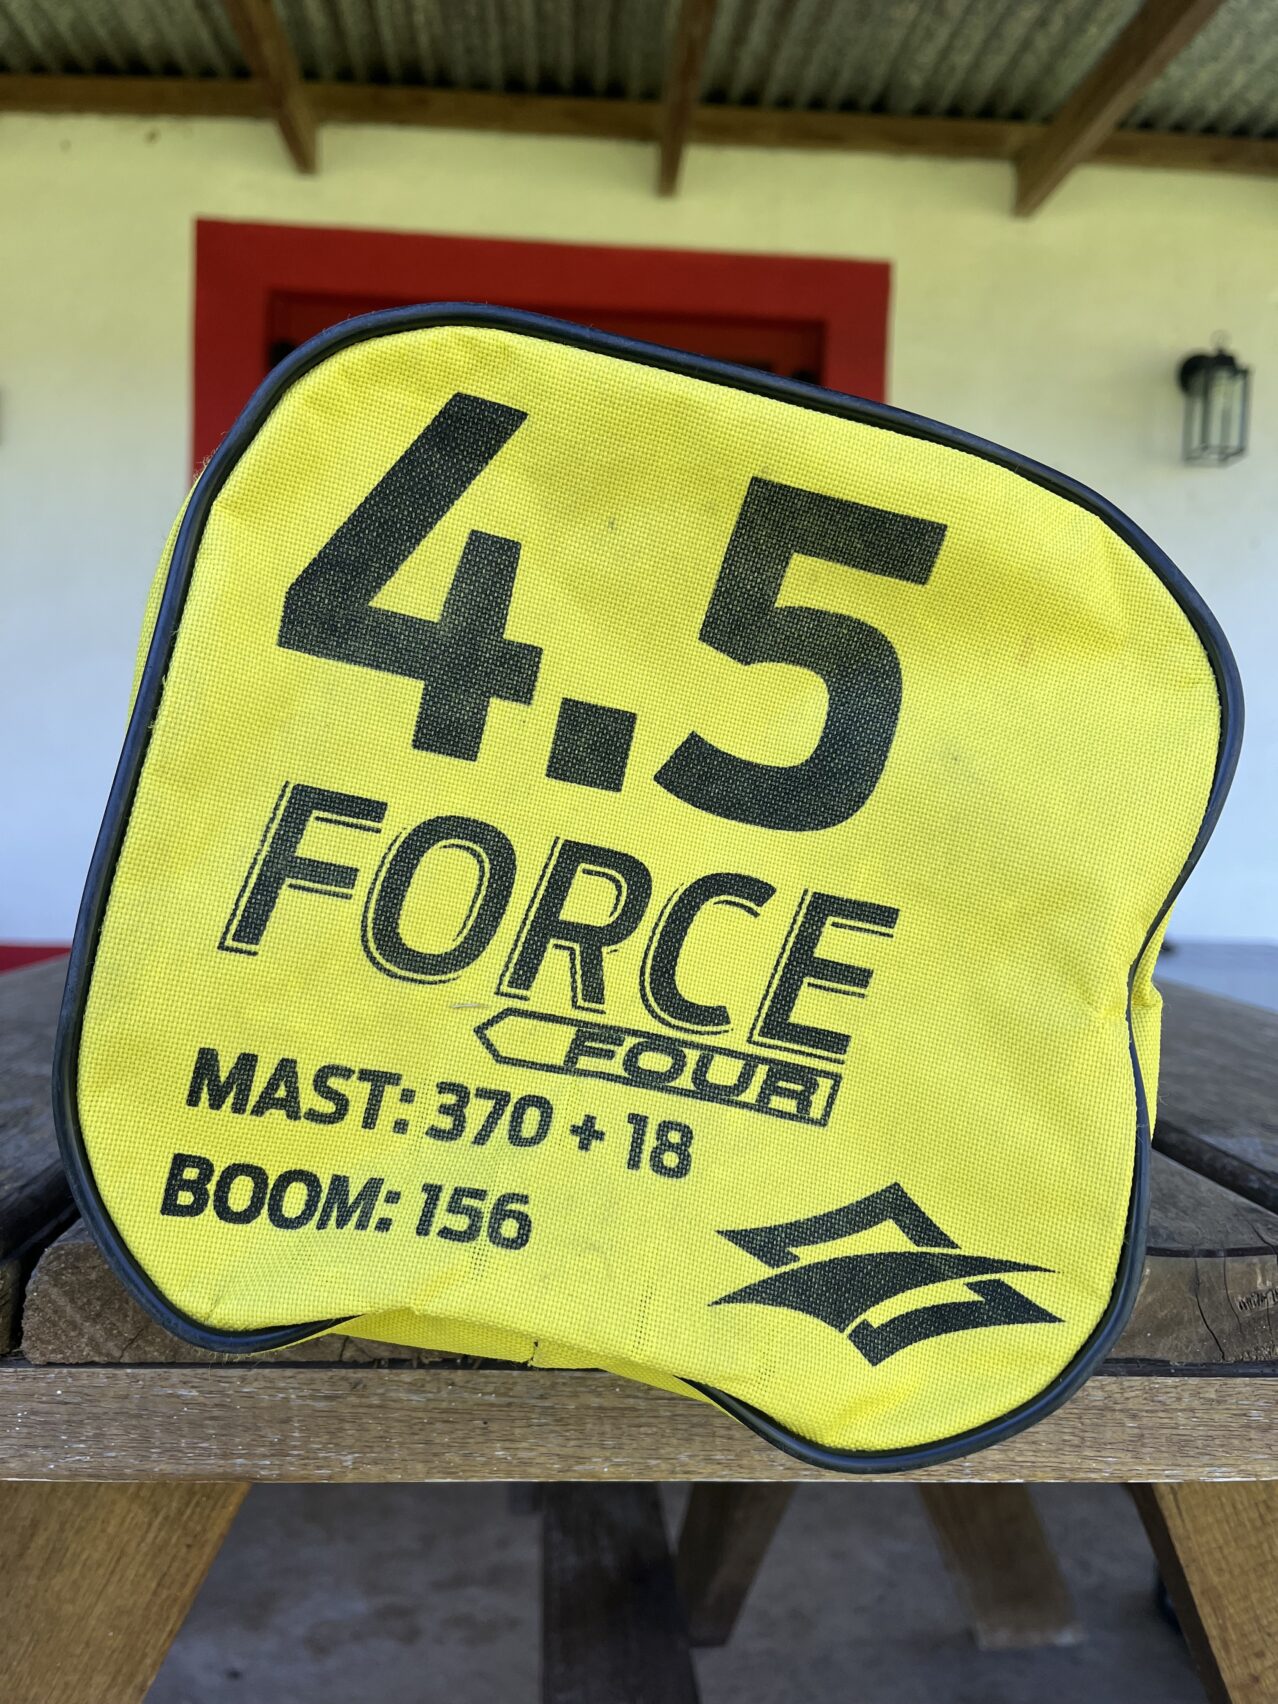 4.5
FORCE
FOUR
MAST: 370 + 18
BOOM: 156